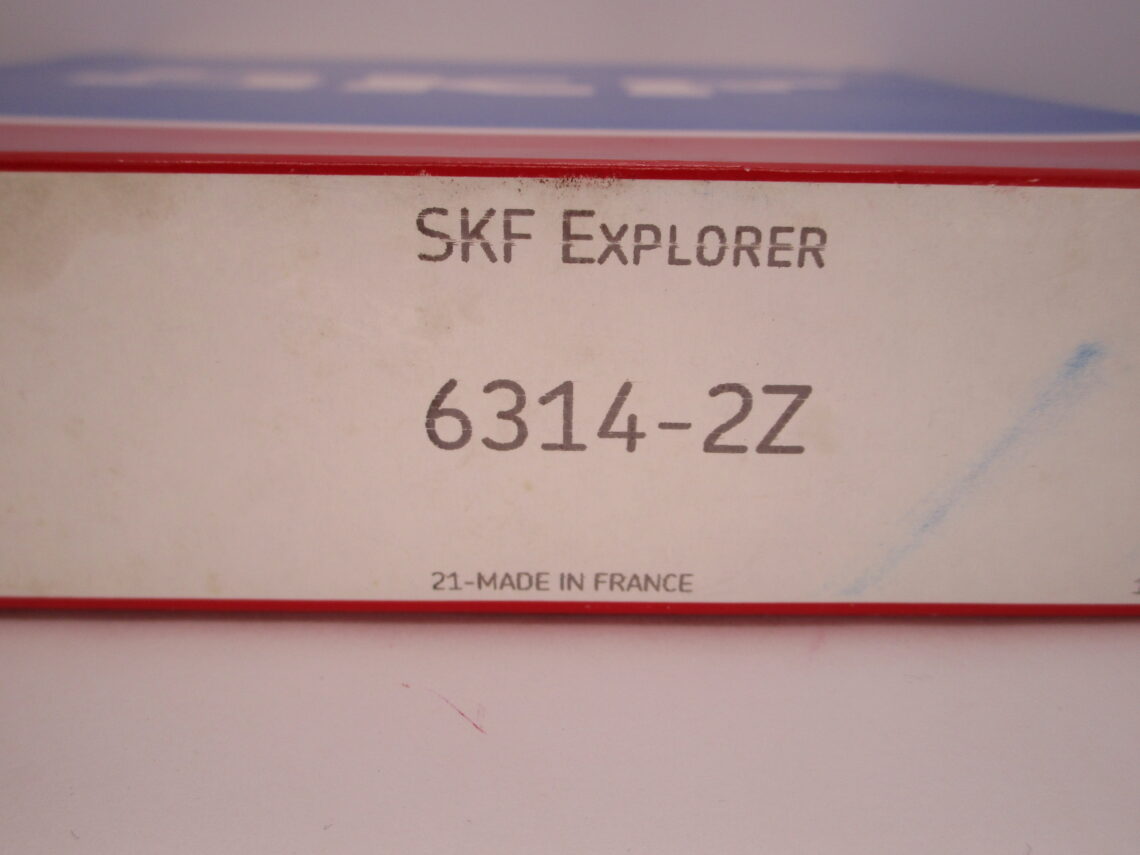 SKF EXPLORER
6314-2Z
21-MADE IN FRANCE